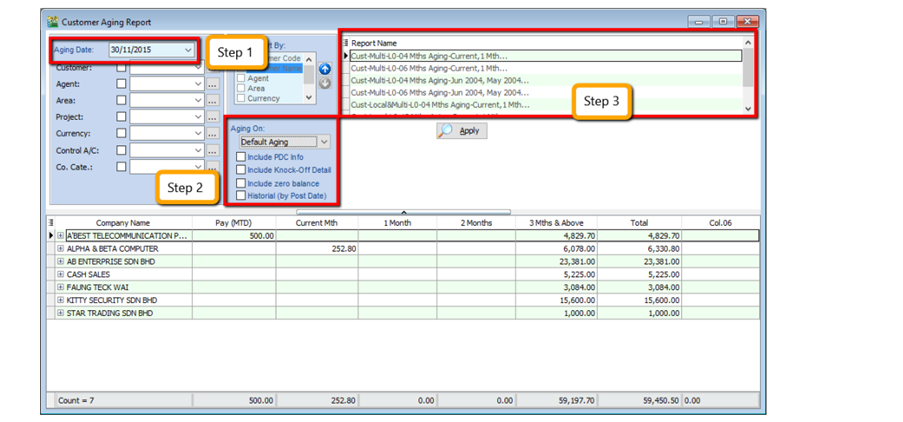 Customer Aging Report
Aging Date: 30/11/2015
Step 1
By:
Customer:
Agent:
Area:
Project:
Currency:
Control A/C:
Co. Cate.:
Code
Agent
Area
Currency
Step 2
Aging On:
Default Aging
Include PDC Info
Include Knock-Off Detail
Include zero balance
Historial (by Post Date)
Report Name
Cust-Multi-L0-04 Mths Aging-Current, 1 Mth...
Cust-Multi-L0-06 Mths Aging-Current, 1 Mth...
Cust-Multi-L0-04 Mths Aging-Jun 2004, May 2004...
Cust-Multi-L0-06 Mths Aging-Jun 2004, May 2004...
Cust-Local&Multi-L0-04 Mths Aging-Current, 1 Mth...
Step 3
Apply
Company Name Pay (MTD) Current Mth 1 Month 2 Months 3 Mths & Above Total Col.06
A'BEST TELECOMMUNICATION P... 500.00 4,829.70 4,829.70
ALPHA & BETA COMPUTER 252.80 6,078.00 6,330.80
AB ENTERPRISE SDN BHD 23,381.00 23,381.00
CASH SALES 5,225.00 5,225.00
FAUNG TECK WAI 3,084.00 3,084.00
KITTY SECURITY SDN BHD 15,600.00 15,600.00
STAR TRADING SDN BHD 1,000.00 1,000.00
Count = 7 500.00 252.80 0.00 0.00 59,197.70 59,450.50 0.00